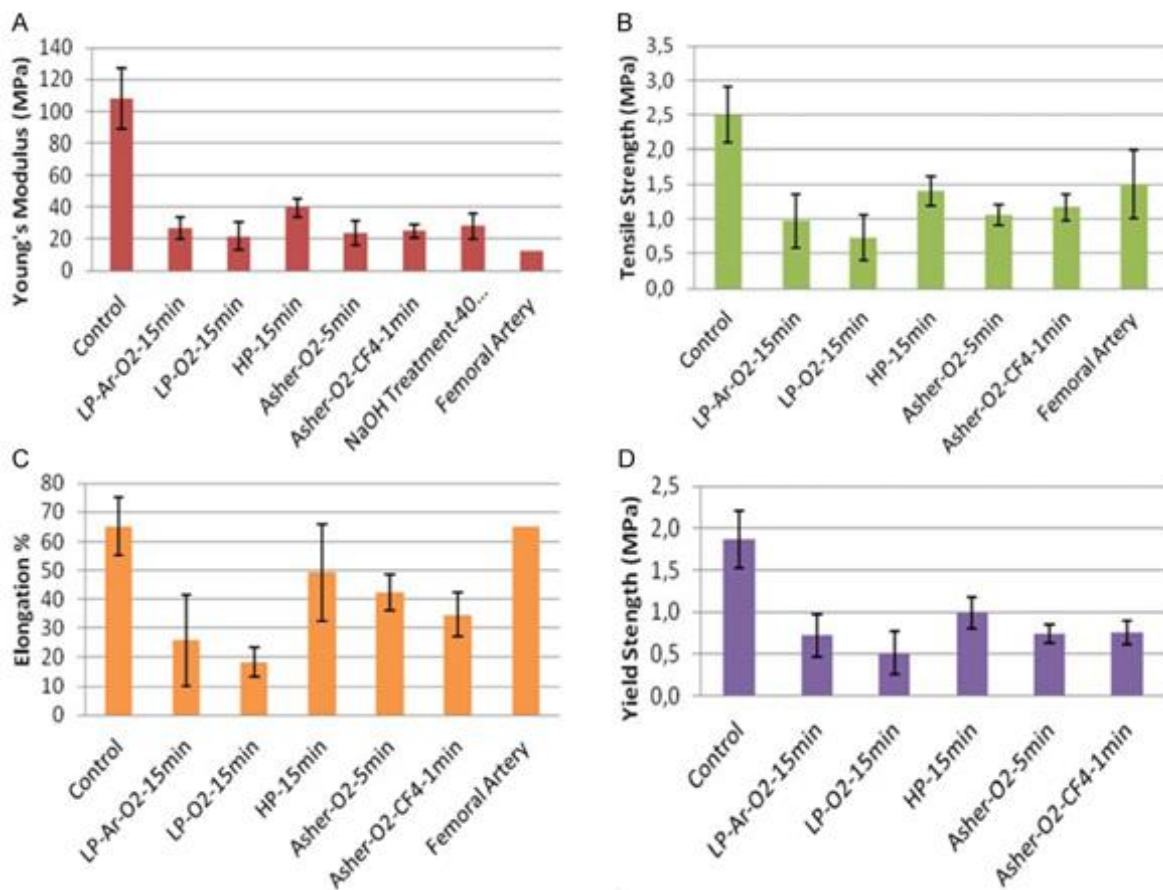 A
Young's Modulus (MPa)
140
120
100
80
60
40
20
0
Control
LP-Ar-O2-15min
LP-O2-15min
HP-15min
Asher-O2-5min
Asher-O2-CF4-1min
NaOH Treatment-40...
Femoral Artery
B
Tensile Strength (MPa)
3,5
3,0
2,5
2,0
1,5
1,0
0,5
0,0
Control
LP-Ar-O2-15min
LP-O2-15min
HP-15min
Asher-O2-5min
Asher-O2-CF4-1min
Femoral Artery
C
Elongation %
80
70
60
50
40
30
20
10
0
Control
LP-Ar-O2-15min
LP-O2-15min
HP-15min
Asher-O2-5min
Asher-O2-CF4-1min
Femoral Artery
D
Yield Stength (MPa)
2,5
2,0
1,5
1,0
0,5
0,0
Control
LP-Ar-O2-15min
LP-O2-15min
HP-15min
Asher-O2-5min
Asher-O2-CF4-1min